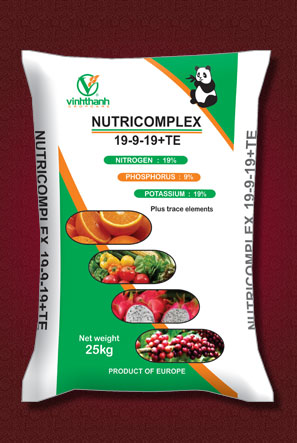 vinhthanh
NUTRICOMPLEX
19-9-19+TE
NITROGEN : 19%
PHOSPHORUS : 9%
POTASSIUM : 19%
Plus trace elements
Net weight
25kg
PRODUCT OF EUROPE
NUTRICOMPLEX 19-9-19+TE
NUTRICOMPLEX 19-9-19+TE